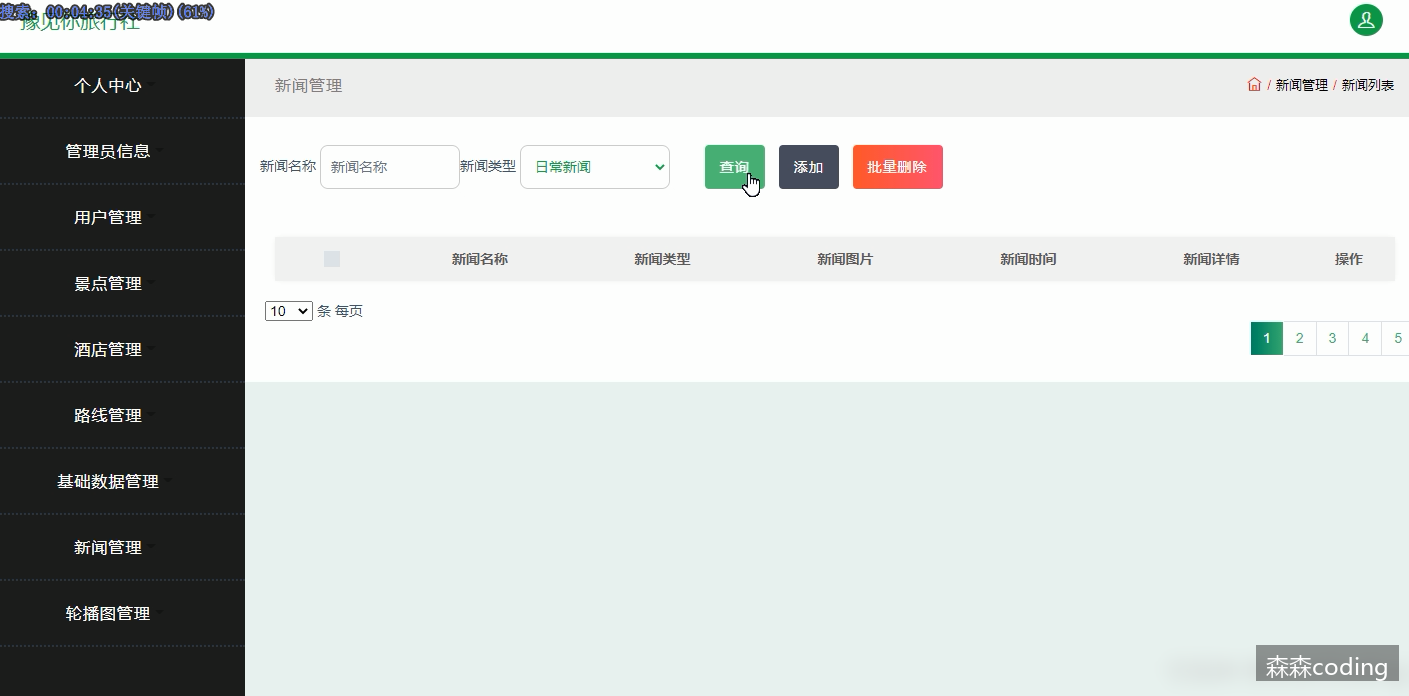 搜索: 00:04:35(关键帧)(61%)
豫见你旅行社
个人中心
管理员信息
用户管理
景点管理
酒店管理
路线管理
基础数据管理
新闻管理
轮播图管理
新闻管理
/ 新闻管理 / 新闻列表
新闻名称 新闻名称 新闻类型 日常新闻 查询 添加 批量删除
新闻名称 新闻类型 新闻图片 新闻时间 新闻详情 操作
10 条 每页
1 2 3 4 5
森森coding